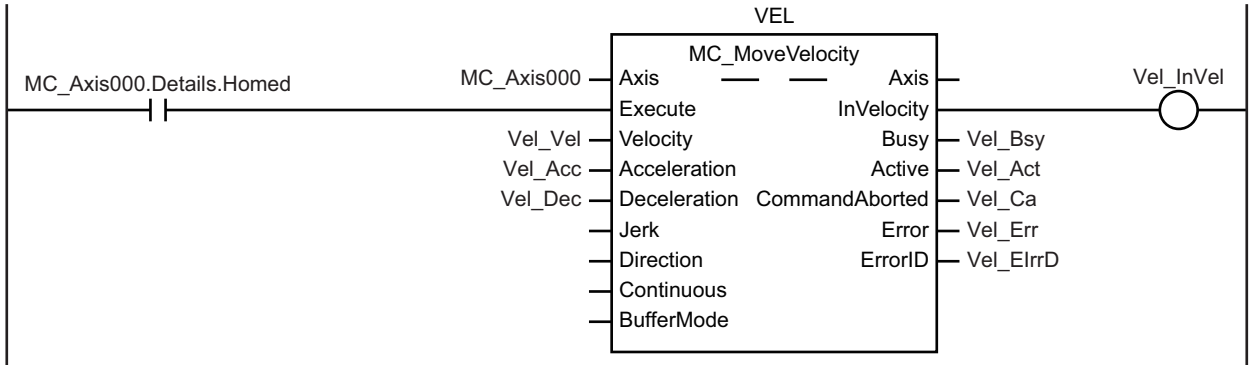 VEL
MC_MoveVelocity
MC_Axis000.Details.Homed
MC_Axis000 Axis Axis
Vel_InVel
Execute InVelocity
Vel_Vel Velocity Busy Vel_Bsy
Vel_Acc Acceleration Active Vel_Act
Vel_Dec Deceleration CommandAborted Vel_Ca
Jerk Error Vel_Err
Direction ErrorID Vel_ElrrD
Continuous
BufferMode